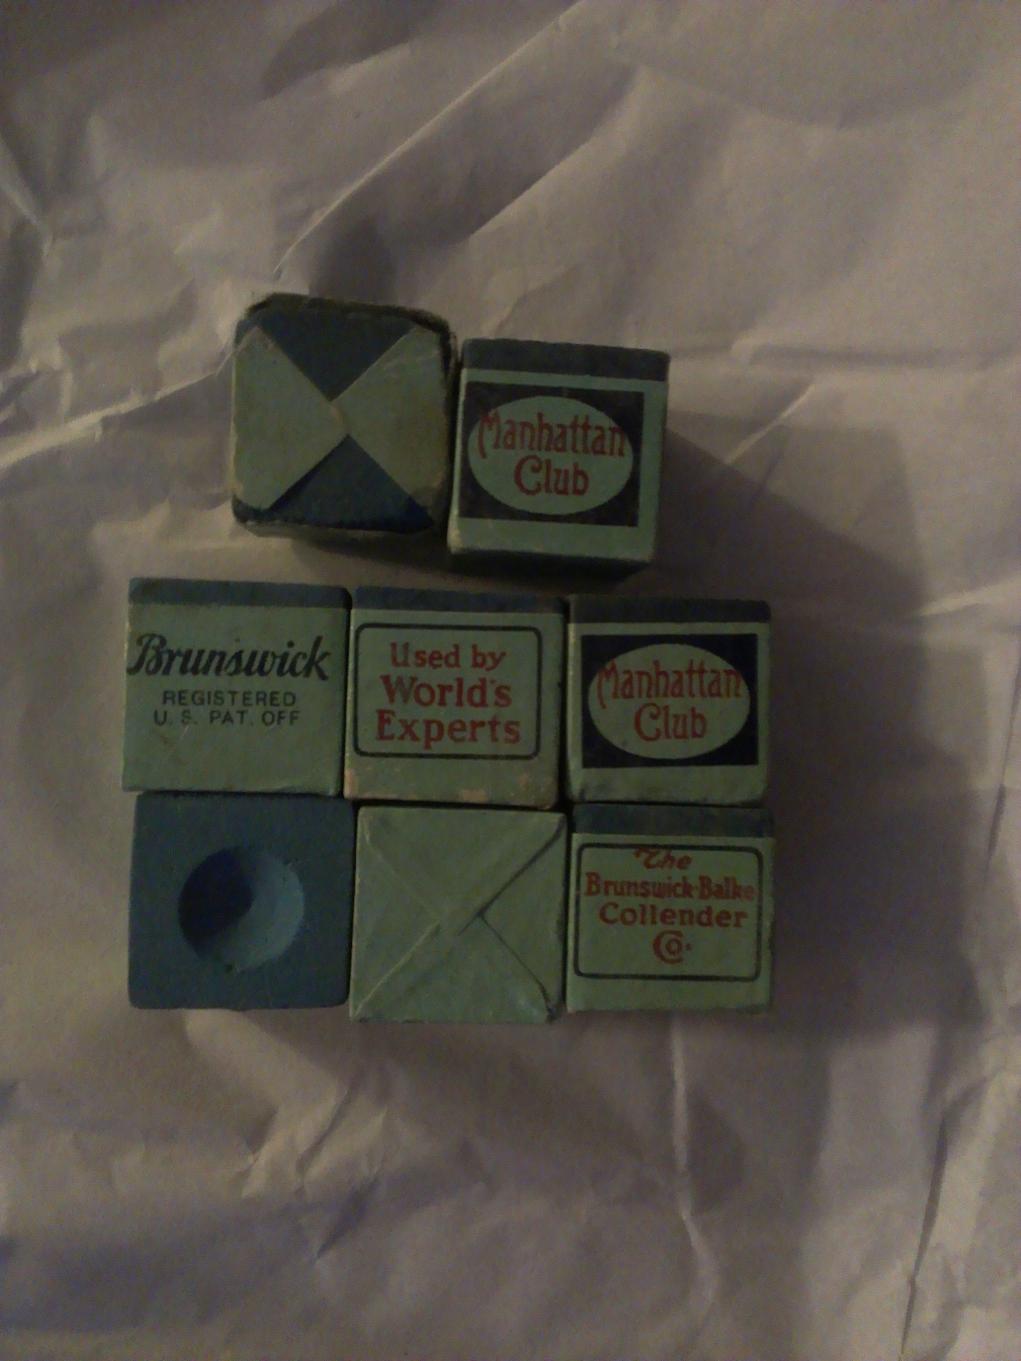 Manhattan
Club
Brunswick
REGISTERED
U. S. PAT. OFF
Used by
World's
Experts
Manhattan
Club
The
Brunswick-Balke
Collender
Co.